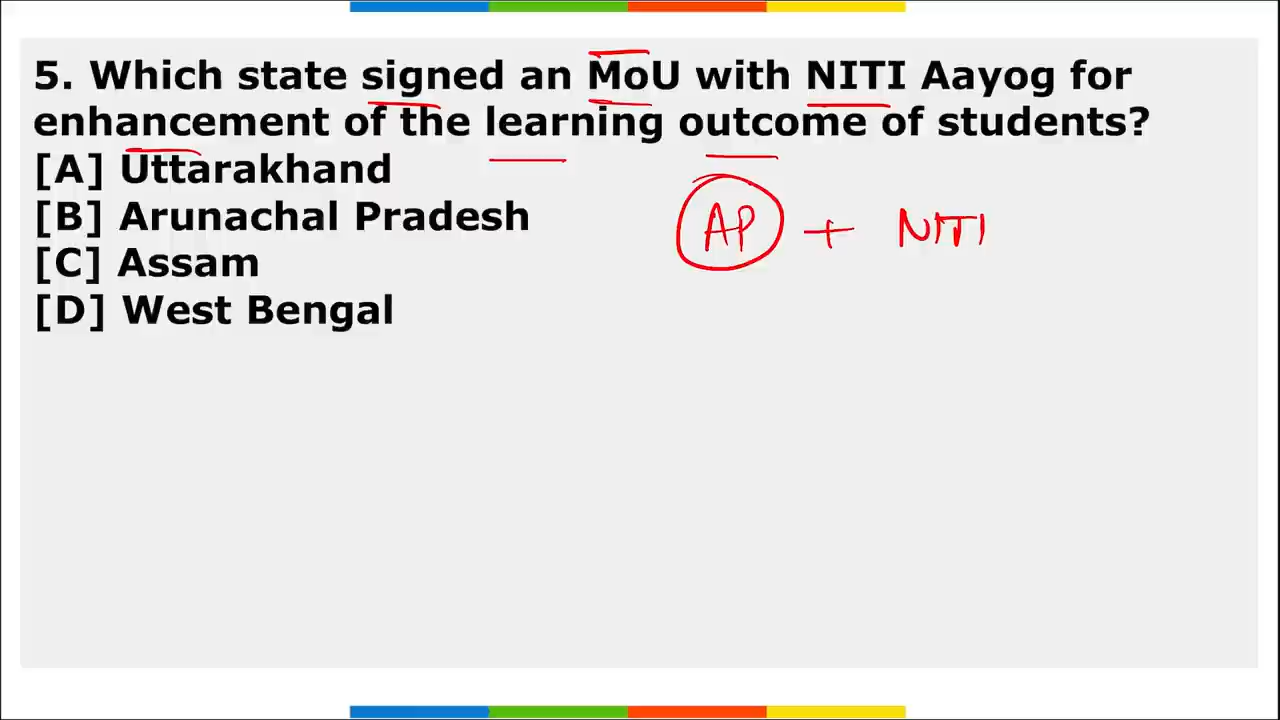 5. Which state signed an MoU with NITI Aayog for
enhancement of the learning outcome of students?
[A] Uttarakhand
[B] Arunachal Pradesh
[C] Assam
[D] West Bengal
AP + NITI